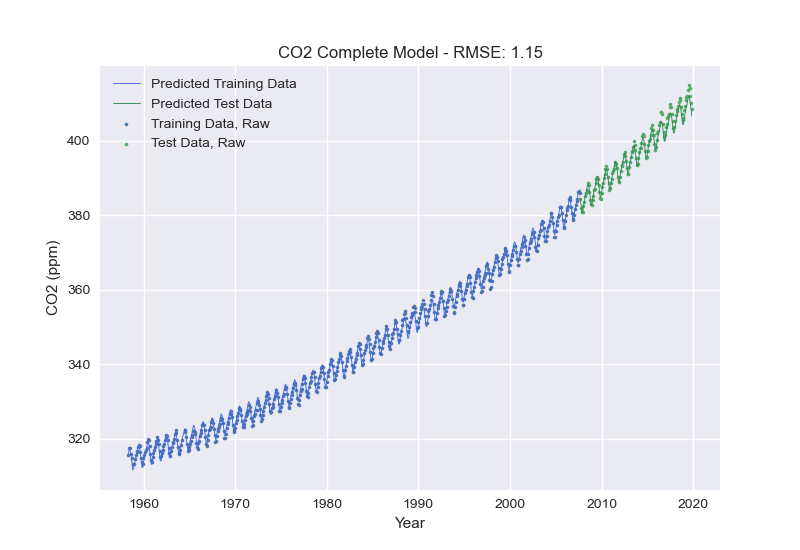 CO2 Complete Model - RMSE: 1.15
Predicted Training Data
Predicted Test Data
Training Data, Raw
Test Data, Raw
CO2 (ppm)
400
380
360
340
320
1960 1970 1980 1990 2000 2010 2020
Year